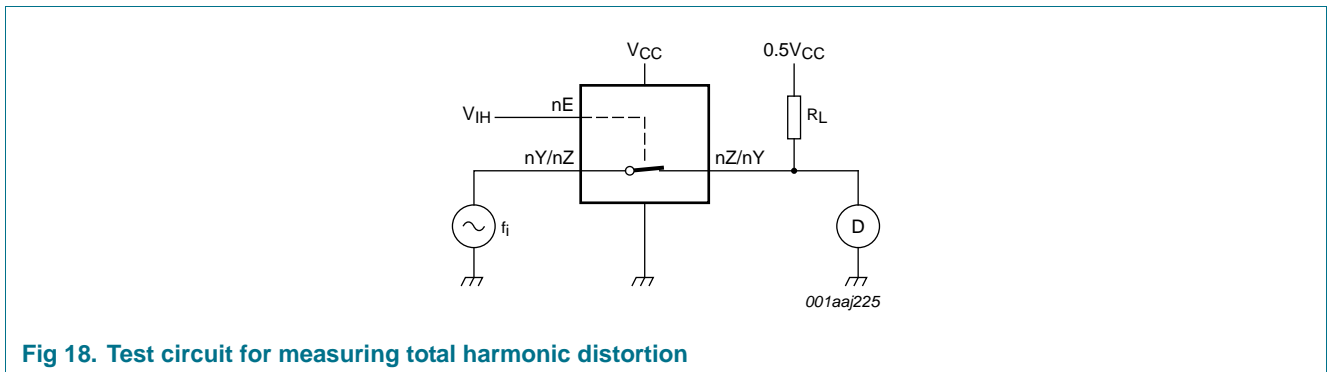 VCC
0.5VCC
nE
VIH
RL
nY/nZ
nZ/nY
fi
D
001aaj225
Fig 18. Test circuit for measuring total harmonic distortion